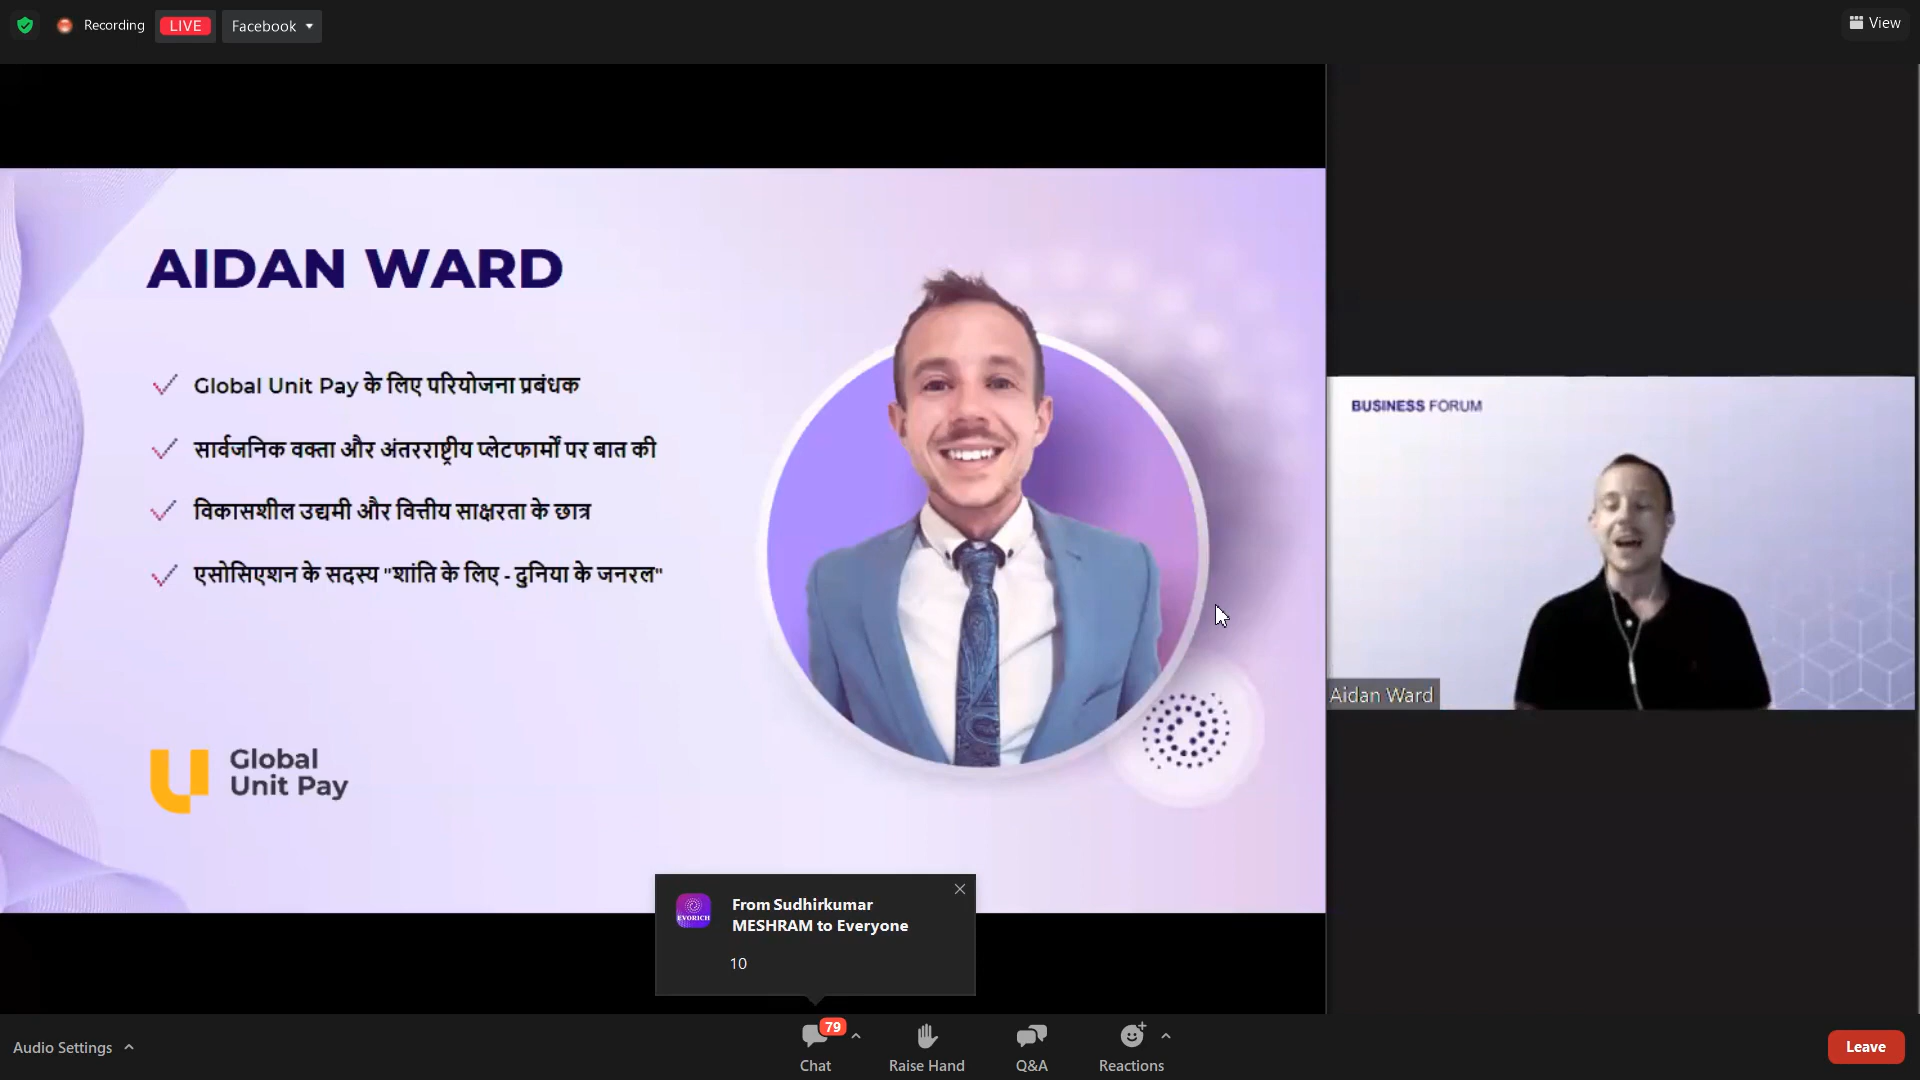 Recording
LIVE
Facebook
View
AIDAN WARD
Global Unit Pay के लिए परियोजना प्रबंधक
सार्वजनिक वक्ता और अंतरराष्ट्रीय प्लेटफार्मों पर बात की
विकासशील उद्यमी और वित्तीय साक्षरता के छात्र
एसोसिएशन के सदस्य "शांति के लिए - दुनिया के जनरल"
Global
Unit Pay
BUSINESS FORUM
Aidan Ward
EVORICH
From Sudhirkumar
MESHRAM to Everyone
10
Audio Settings
79
Chat
Raise Hand
Q&A
Reactions
Leave